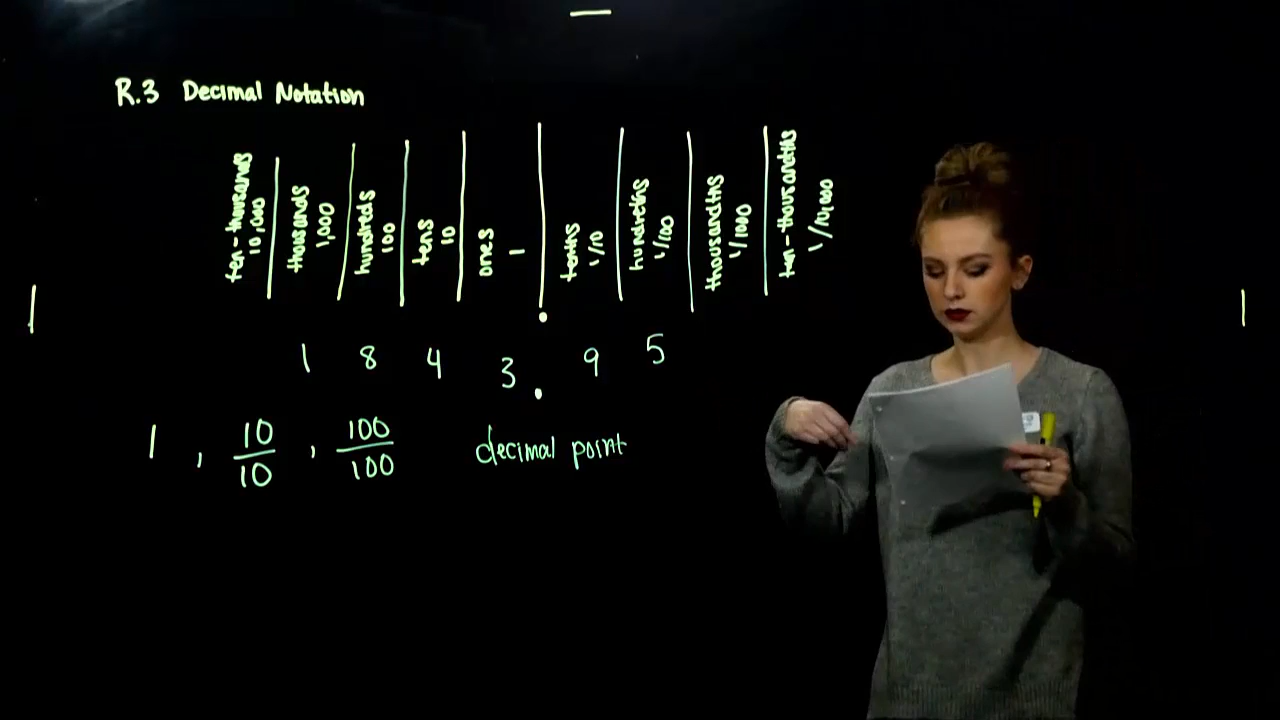 R.3 Decimal Notation
ten-thousands 10,000
thousands 1,000
hundreds 100
tens 10
ones -
tenths 1/10
hundreths 1/100
thousandths 1/1000
ten-thousandths 1/10,000
.
1 8 4 3 . 9 5
1 , 10/10 , 100/100 decimal point